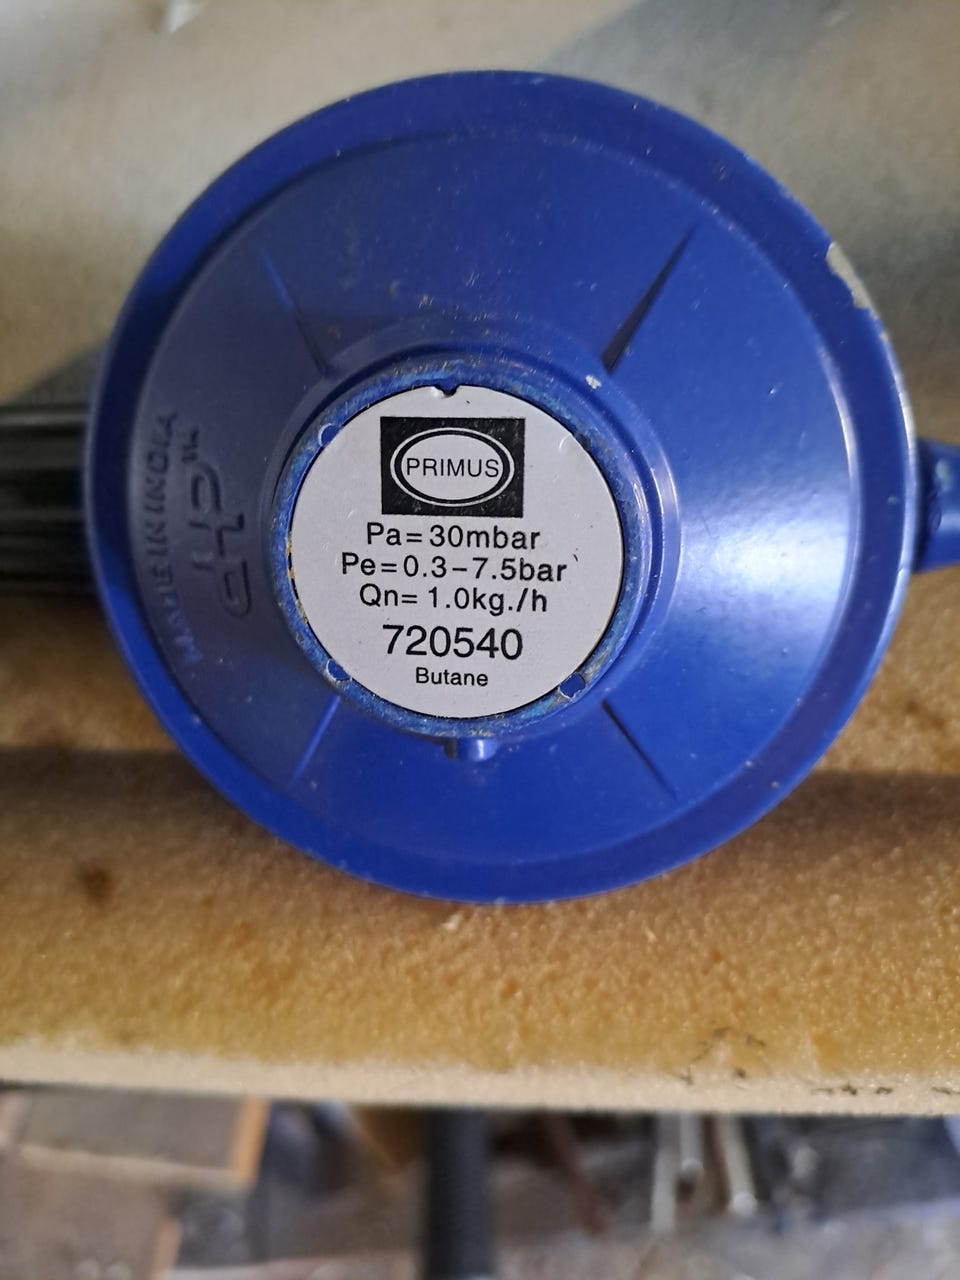 PRIMUS
Pa= 30mbar
Pe=0.3-7.5bar
Qn= 1.0kg./h
720540
Butane
MADE IN INDIA